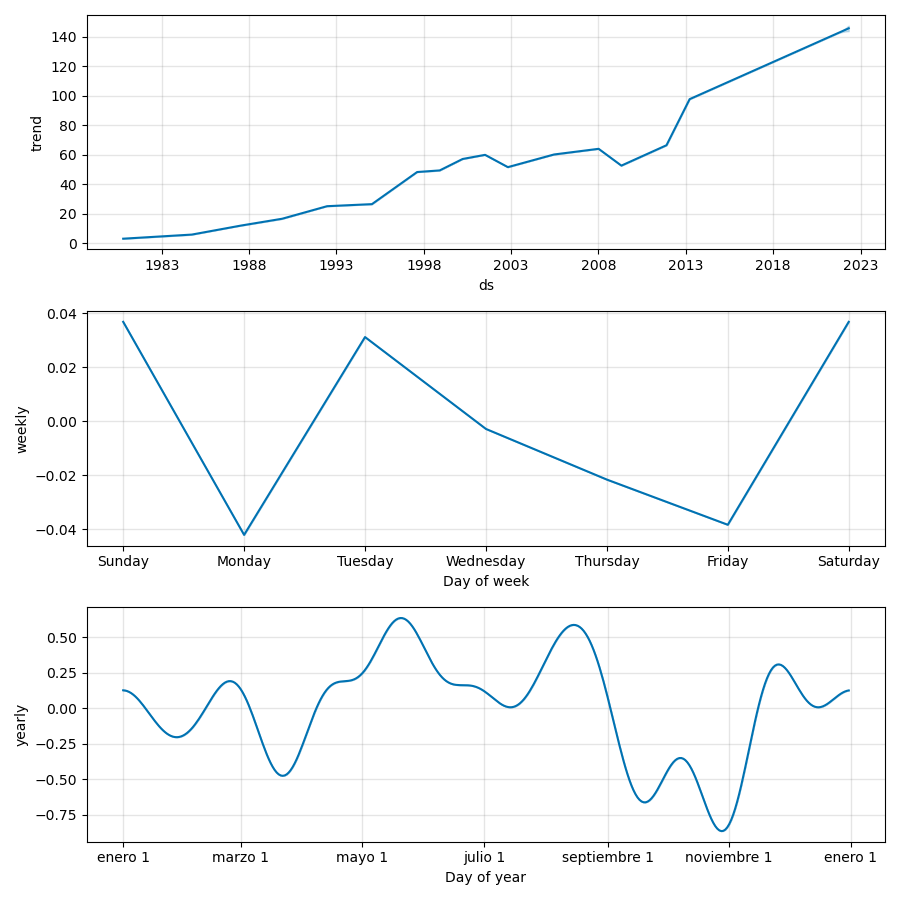 trend
140
120
100
80
60
40
20
0
1983 1988 1993 1998 2003 2008 2013 2018 2023
ds
weekly
0.04
0.02
0.00
−0.02
−0.04
Sunday Monday Tuesday Wednesday Thursday Friday Saturday
Day of week
yearly
0.50
0.25
0.00
−0.25
−0.50
−0.75
enero 1 marzo 1 mayo 1 julio 1 septiembre 1 noviembre 1 enero 1
Day of year